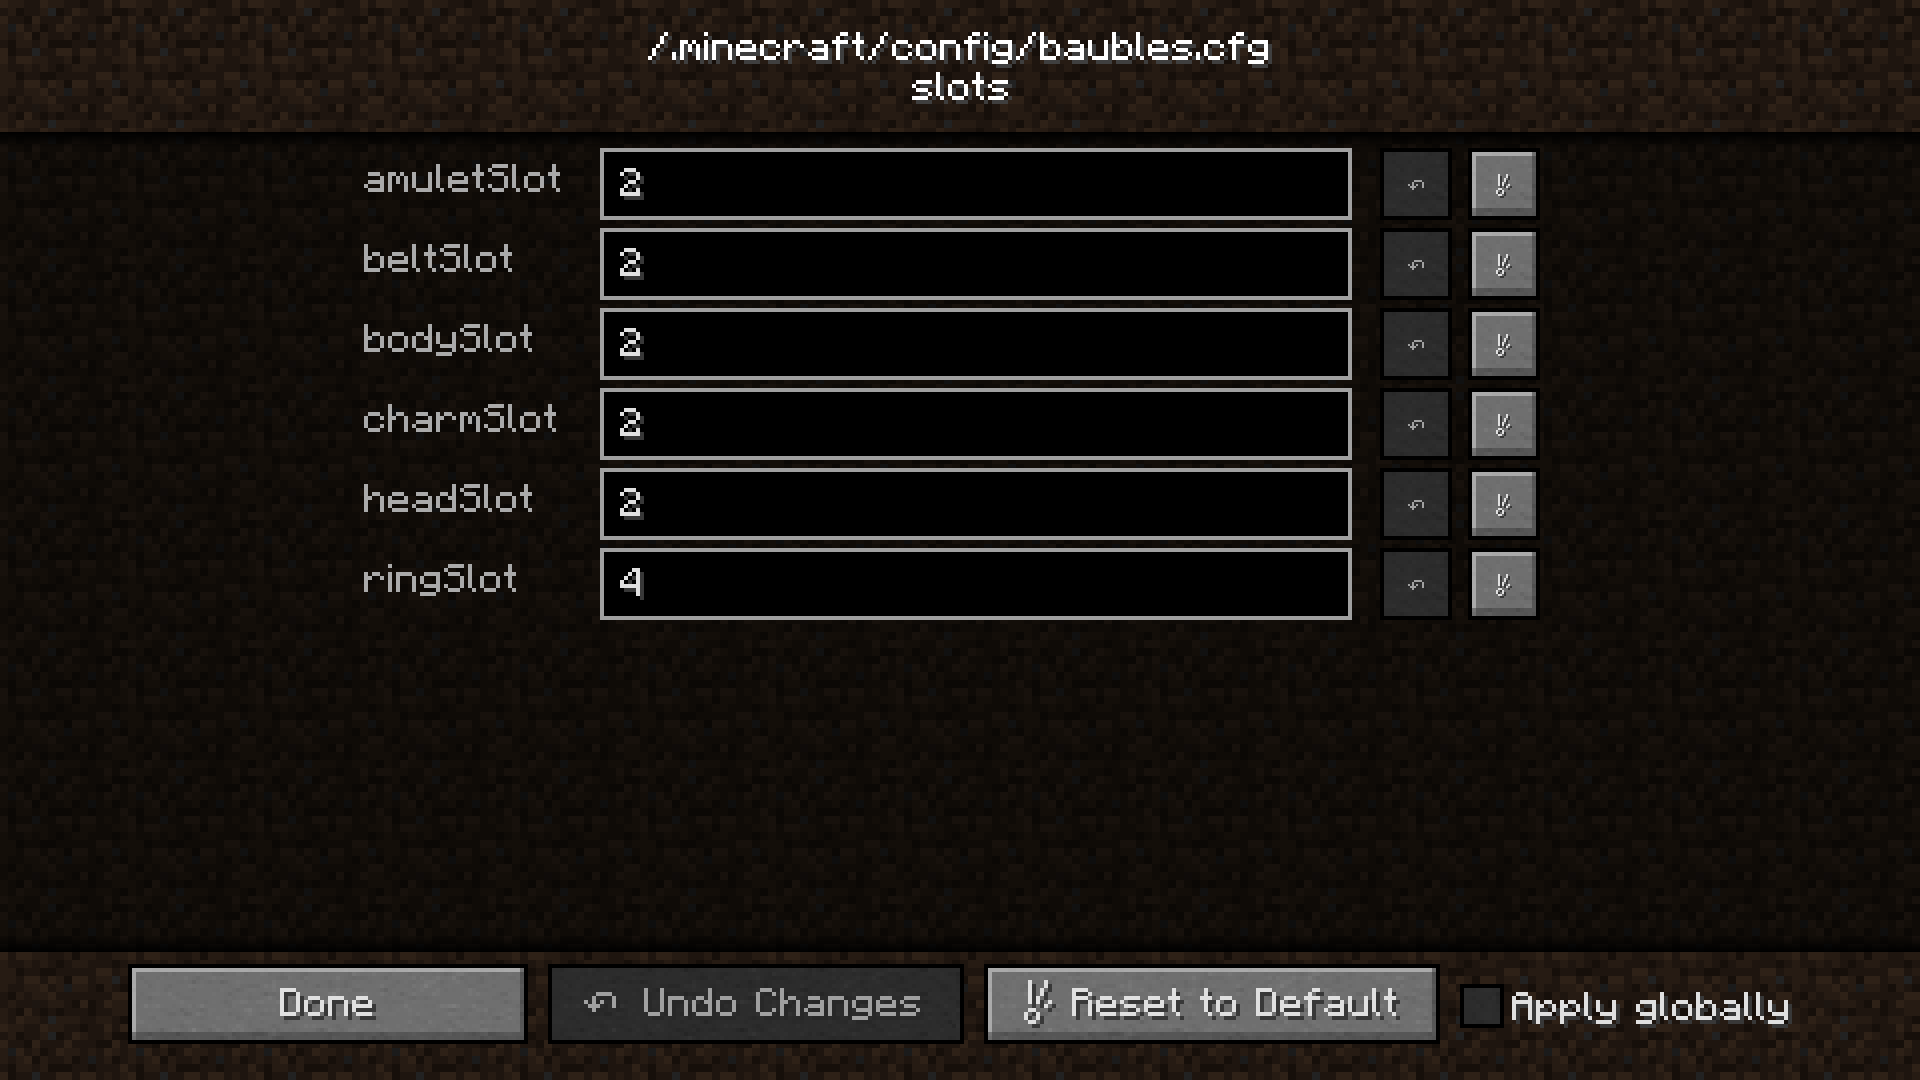 /.minecraft/config/baubles.cfg
slots
amuletSlot 2
beltSlot 2
bodySlot 2
charmSlot 2
headSlot 2
ringSlot 4
Done
Undo Changes
Reset to Default
Apply globally